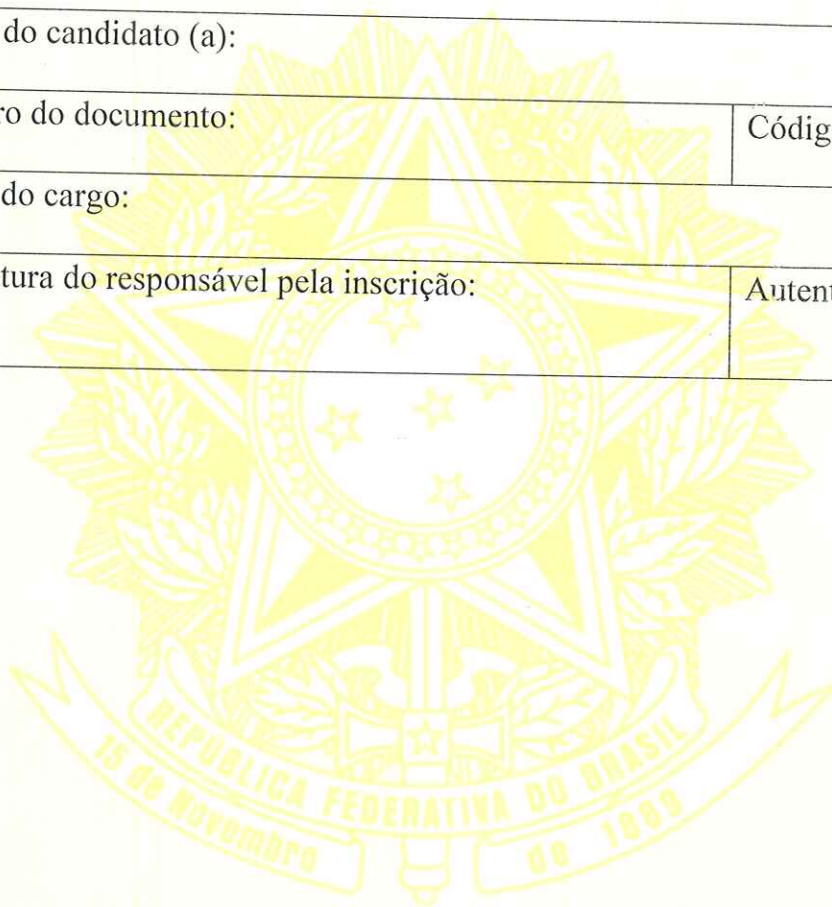 do candidato (a):
ro do documento:
Códig
do cargo:
tura do responsável pela inscrição:
Autent
REPÚBLICA FEDERATIVA DO BRASIL
15 de Novembro de 1889